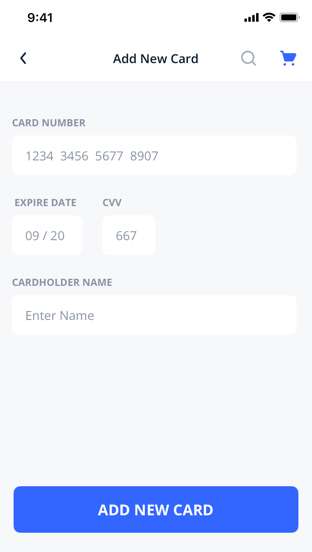 9:41
Add New Card
CARD NUMBER
1234 3456 5677 8907
EXPIRE DATE CVV
09 / 20 667
CARDHOLDER NAME
Enter Name
ADD NEW CARD